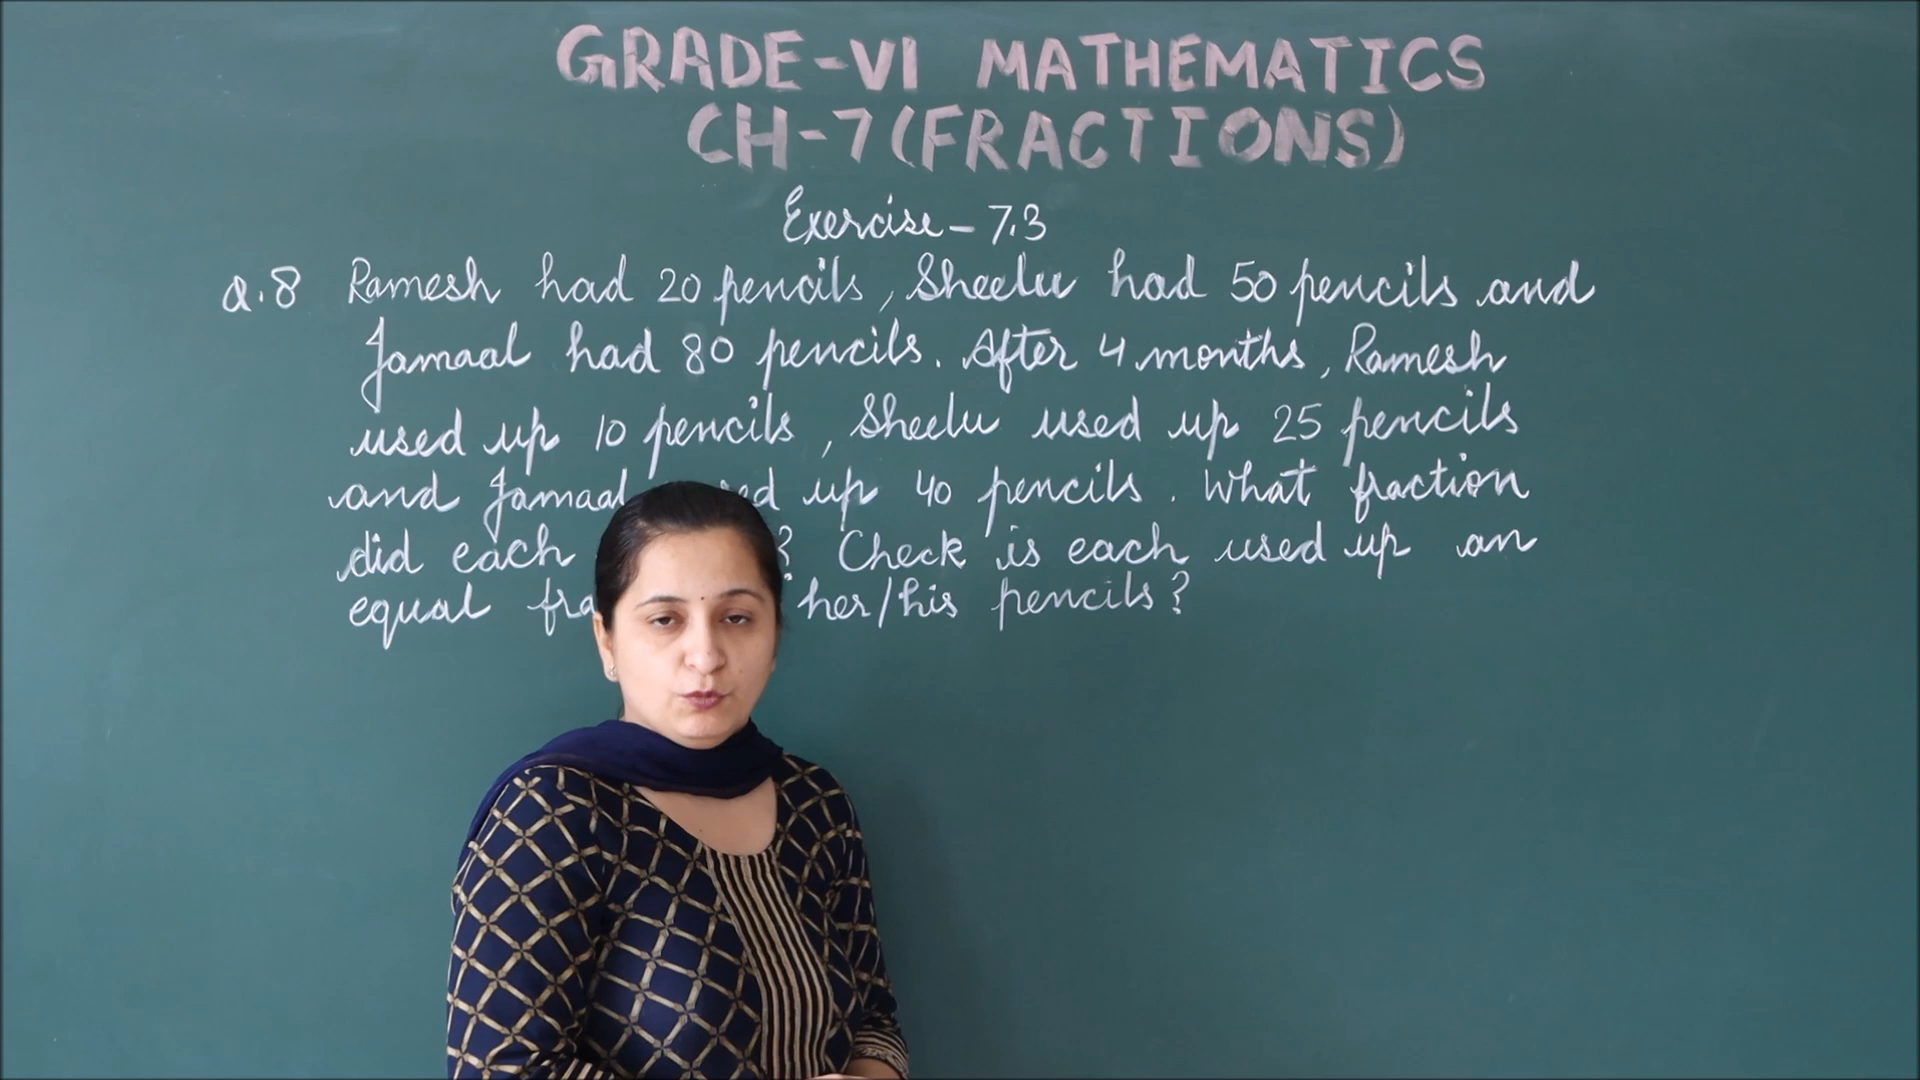 GRADE-VI MATHEMATICS
CH-7(FRACTIONS)
Exercise-7.3
Q.8 Ramesh had 20 pencils, Sheelu had 50 pencils and
Jamaal had 80 pencils. After 4 months, Ramesh
used up 10 pencils, Sheelu used up 25 pencils
and Jamaal up 40 pencils. What fraction
did each ? Check is each used up an
equal her/his pencils?